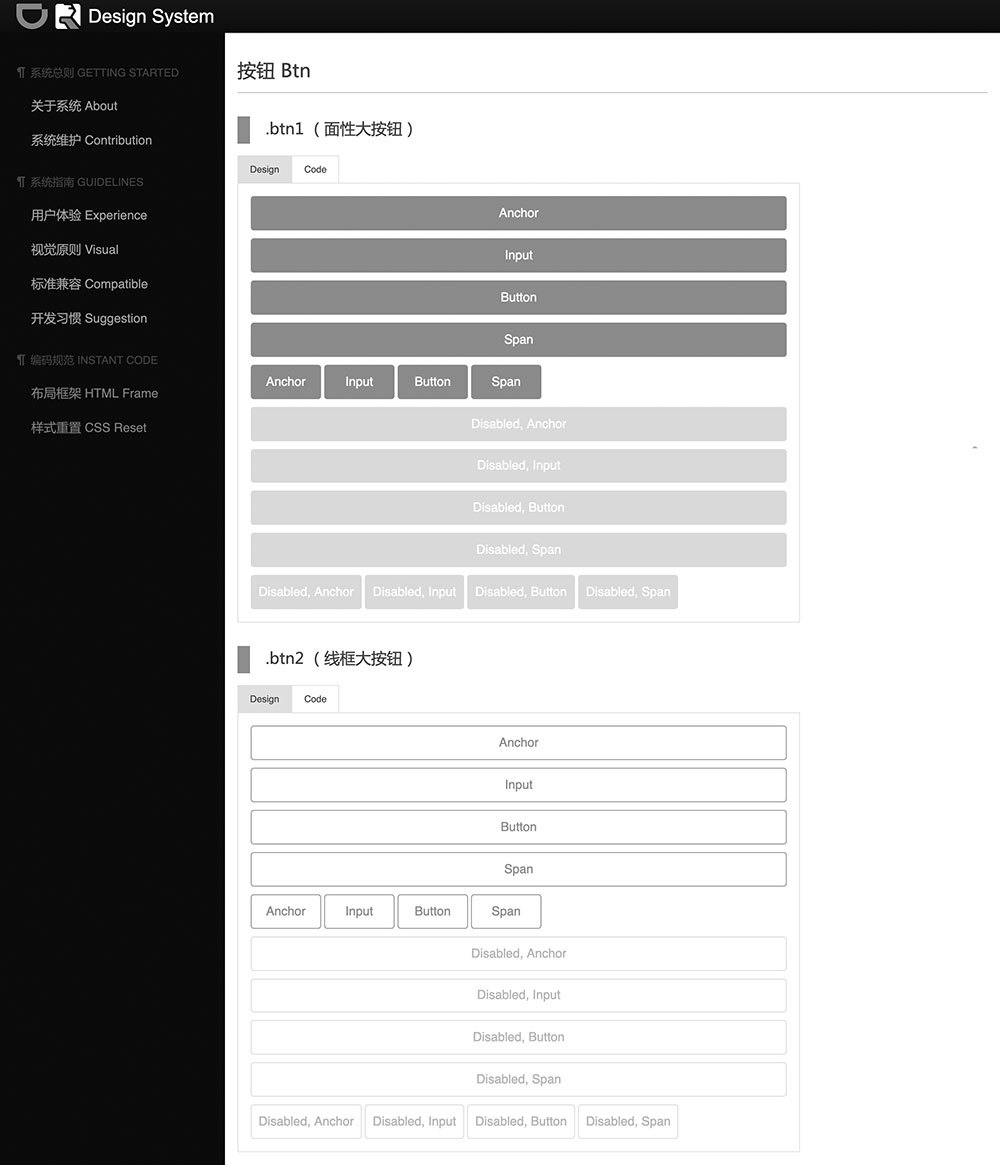 Design System
¶ 系统总则 GETTING STARTED
关于系统 About
系统维护 Contribution
¶ 系统指南 GUIDELINES
用户体验 Experience
视觉原则 Visual
标准兼容 Compatible
开发习惯 Suggestion
¶ 编码规范 INSTANT CODE
布局框架 HTML Frame
样式重置 CSS Reset
按钮 Btn
.btn1 （面性大按钮）
Design Code
Anchor
Input
Button
Span
Anchor Input Button Span
Disabled, Anchor
Disabled, Input
Disabled, Button
Disabled, Span
Disabled, Anchor Disabled, Input Disabled, Button Disabled, Span
.btn2 （线框大按钮）
Design Code
Anchor
Input
Button
Span
Anchor Input Button Span
Disabled, Anchor
Disabled, Input
Disabled, Button
Disabled, Span
Disabled, Anchor Disabled, Input Disabled, Button Disabled, Span